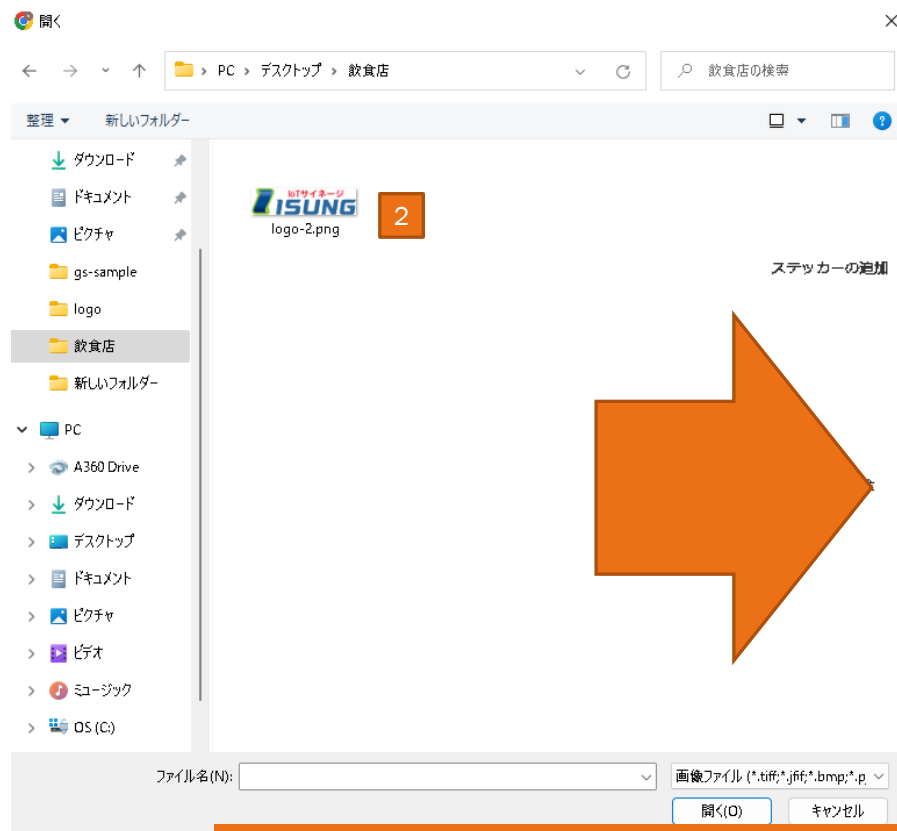 開く
PC › デスクトップ › 飲食店
飲食店の検索
整理
新しいフォルダー
ダウンロード
ドキュメント
ピクチャ
gs-sample
logo
飲食店
新しいフォルダー
PC
A360 Drive
ダウンロード
デスクトップ
ドキュメント
ピクチャ
ビデオ
ミュージック
OS (C:)
IoTサイネージ
ISUNG
logo-2.png
2
ステッカーの追加
ファイル名(N):
画像ファイル (*.tiff;*.jfif;*.bmp;*.p
開く(O)
キャンセル